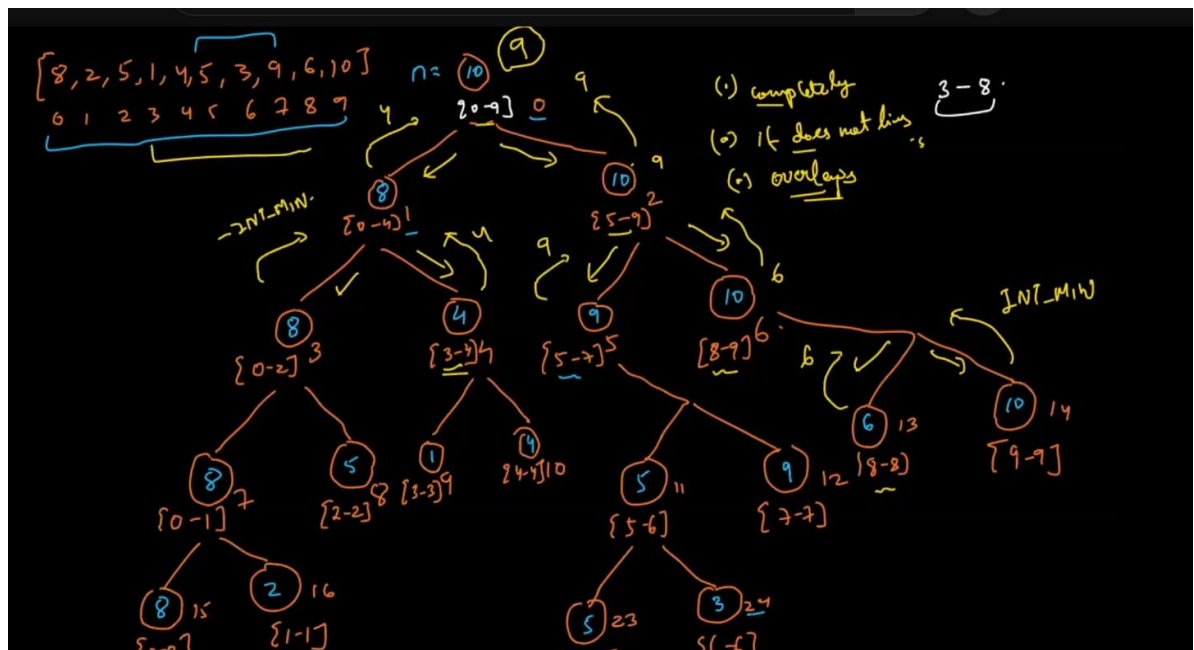 [8, 2, 5, 1, 4, 5, 3, 9, 6, 10] n= 10 9
0 1 2 3 4 5 6 7 8 9
[0-9] 0
(•) completely 3-8.
(•) If does not lies
(•) overlaps
4 9
8 10 9
[0-4] 1 [5-9] 2
-INT_MIN. 4 9 6 INT_MIN
8 4 9 10
[0-2] 3 [3-4] 4 [5-7] 5 [8-9] 6. 6
6 13 10 14
[8-8] [9-9]
8 7 5 1 4 5 11 9 12
[0-1] [2-2] 8 [3-3] 9 [4-4] 10 [5-6] [7-7]
8 15 2 16 5 23 3 24
[1-1]